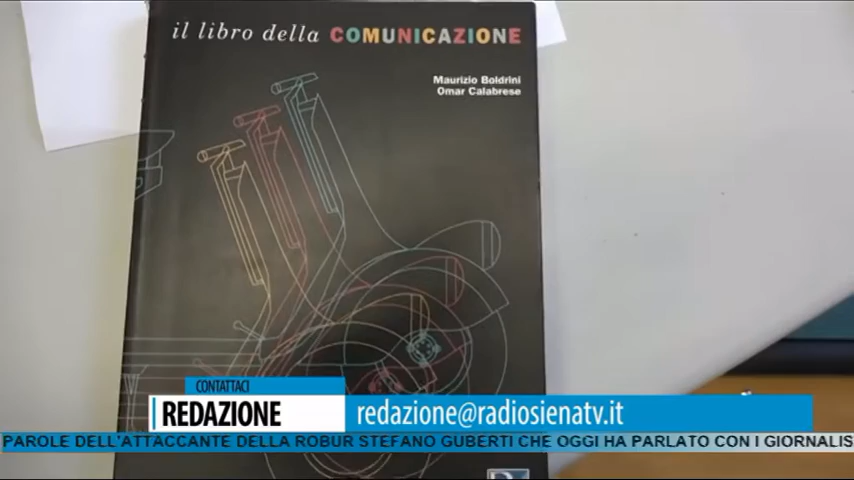 il libro della COMUNICAZIONE
Maurizio Boldrini
Omar Calabrese
CONTATTACI
REDAZIONE
redazione@radiosienatv.it
PAROLE DELL'ATTACCANTE DELLA ROBUR STEFANO GUBERTI CHE OGGI HA PARLATO CON I GIORNALIS